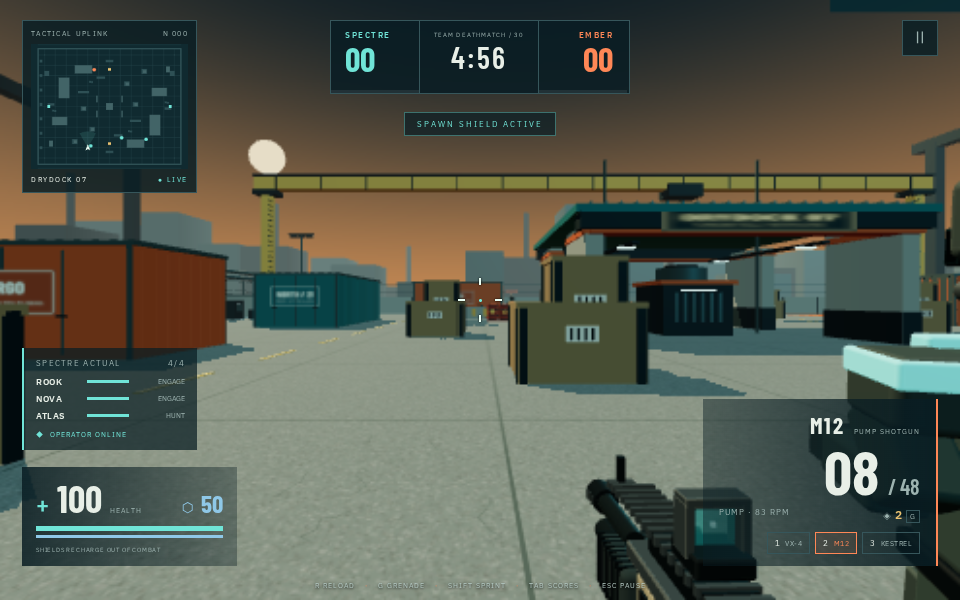 TACTICAL UPLINK N 000
DRYDOCK 07 ● LIVE
SPECTRE
00
TEAM DEATHMATCH / 30
4:56
EMBER
00
SPAWN SHIELD ACTIVE
SPECTRE ACTUAL 4/4
ROOK ENGAGE
NOVA ENGAGE
ATLAS HUNT
◆ OPERATOR ONLINE
+ 100 HEALTH 50
SHIELDS RECHARGE OUT OF COMBAT
M12 PUMP SHOTGUN
08 / 48
PUMP · 83 RPM
2 G
1 VX-4 2 M12 3 KESTREL
R RELOAD G GRENADE SHIFT SPRINT TAB SCORES ESC PAUSE